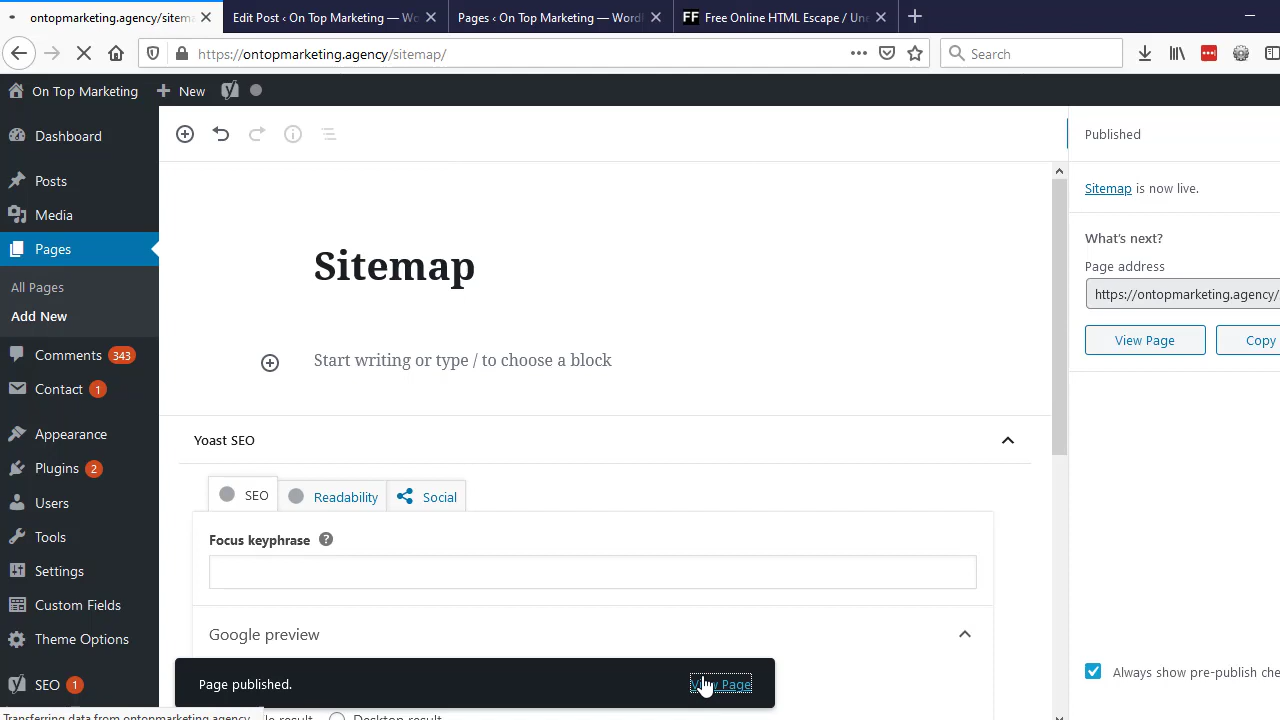 ontopmarketing.agency/sitema
Edit Post ‹ On Top Marketing — Wo
Pages ‹ On Top Marketing — WordP
FF Free Online HTML Escape / Une
https://ontopmarketing.agency/sitemap/
Search
On Top Marketing
New
Dashboard
Posts
Media
Pages
All Pages
Add New
Comments 343
Contact 1
Appearance
Plugins 2
Users
Tools
Settings
Custom Fields
Theme Options
SEO 1
Sitemap
Start writing or type / to choose a block
Yoast SEO
SEO
Readability
Social
Focus keyphrase ?
Google preview
Page published.
View Page
Desktop result
Transferring data from ontopmarketing.agency
Published
Sitemap is now live.
What's next?
Page address
https://ontopmarketing.agency/
View Page
Copy
Always show pre-publish che